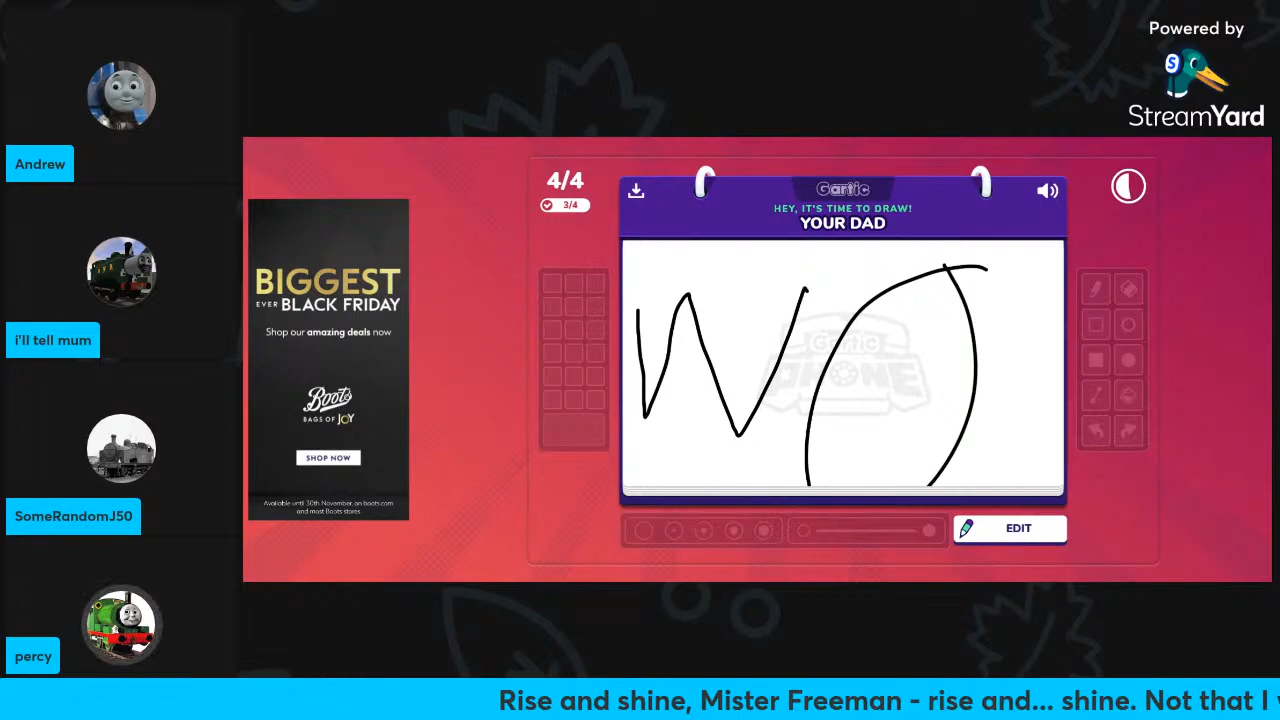 Powered by
StreamYard
Andrew
i'll tell mum
SomeRandomJ50
percy
4/4
3/4
Gartic
HEY, IT'S TIME TO DRAW!
YOUR DAD
Gartic
PHONE
WO
EDIT
BIGGEST
EVER BLACK FRIDAY
Shop our amazing deals now
Boots
BAGS OF JOY
SHOP NOW
Available until 30th November, on boots.com
and most Boots stores
Rise and shine, Mister Freeman - rise and... shine. Not that I